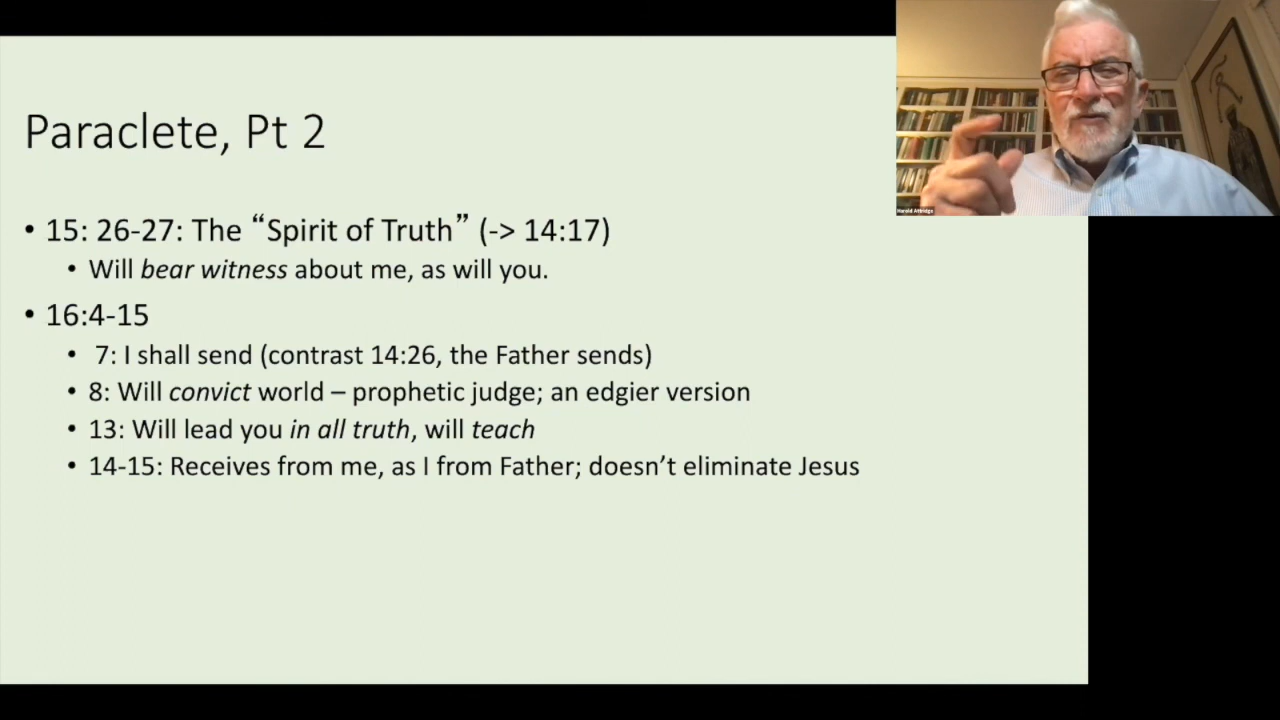 Paraclete, Pt 2
• 15: 26-27: The “Spirit of Truth” (-> 14:17)
• Will bear witness about me, as will you.
• 16:4-15
• 7: I shall send (contrast 14:26, the Father sends)
• 8: Will convict world – prophetic judge; an edgier version
• 13: Will lead you in all truth, will teach
• 14-15: Receives from me, as I from Father; doesn’t eliminate Jesus
Harold Attridge